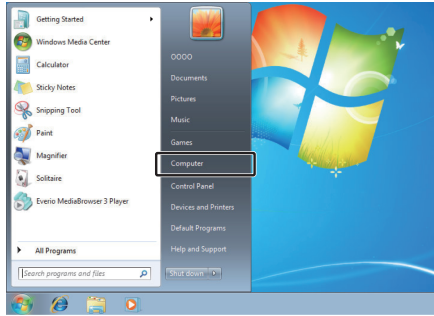 Getting Started
Windows Media Center
Calculator
Sticky Notes
Snipping Tool
Paint
Magnifier
Solitaire
Everio MediaBrowser 3 Player
All Programs
Search programs and files
OOOO
Documents
Pictures
Music
Games
Computer
Control Panel
Devices and Printers
Default Programs
Help and Support
Shut down